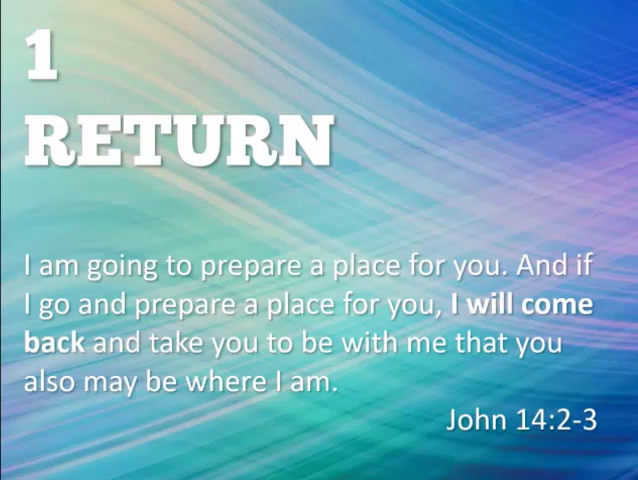 1
RETURN
I am going to prepare a place for you. And if
I go and prepare a place for you, I will come
back and take you to be with me that you
also may be where I am.
John 14:2-3